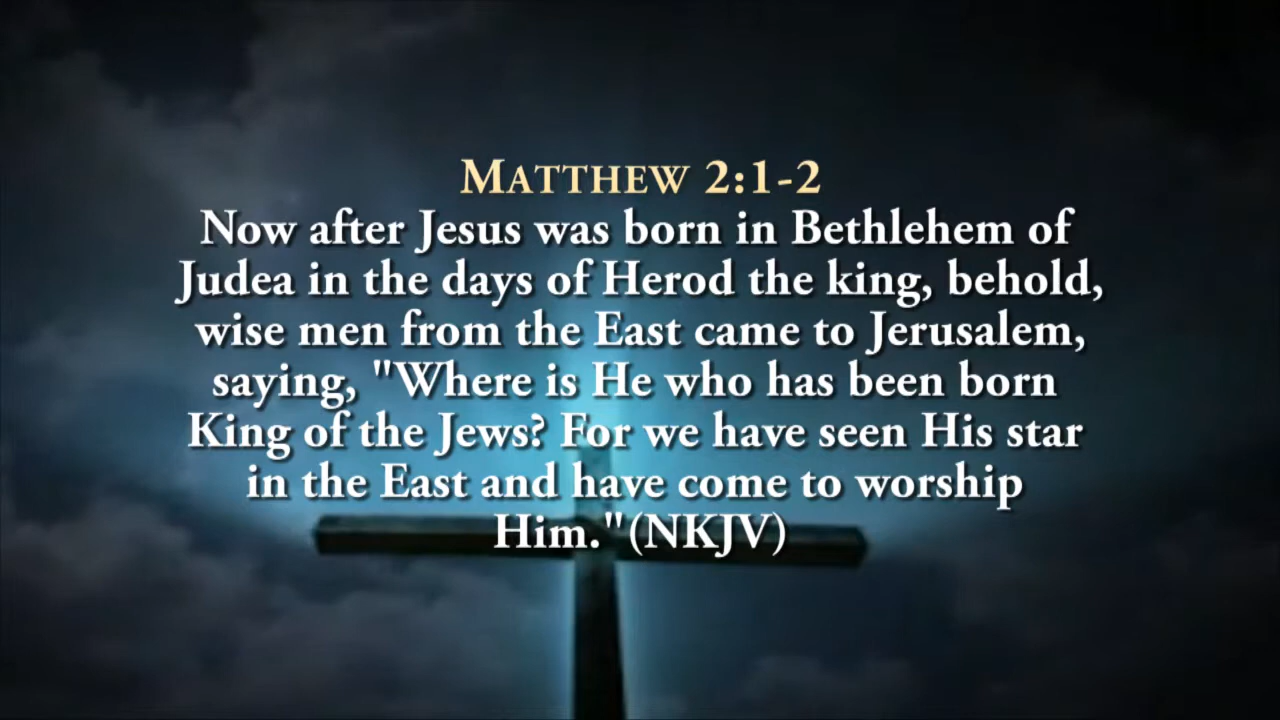 MATTHEW 2:1-2
Now after Jesus was born in Bethlehem of
Judea in the days of Herod the king, behold,
wise men from the East came to Jerusalem,
saying, "Where is He who has been born
King of the Jews? For we have seen His star
in the East and have come to worship
Him."(NKJV)